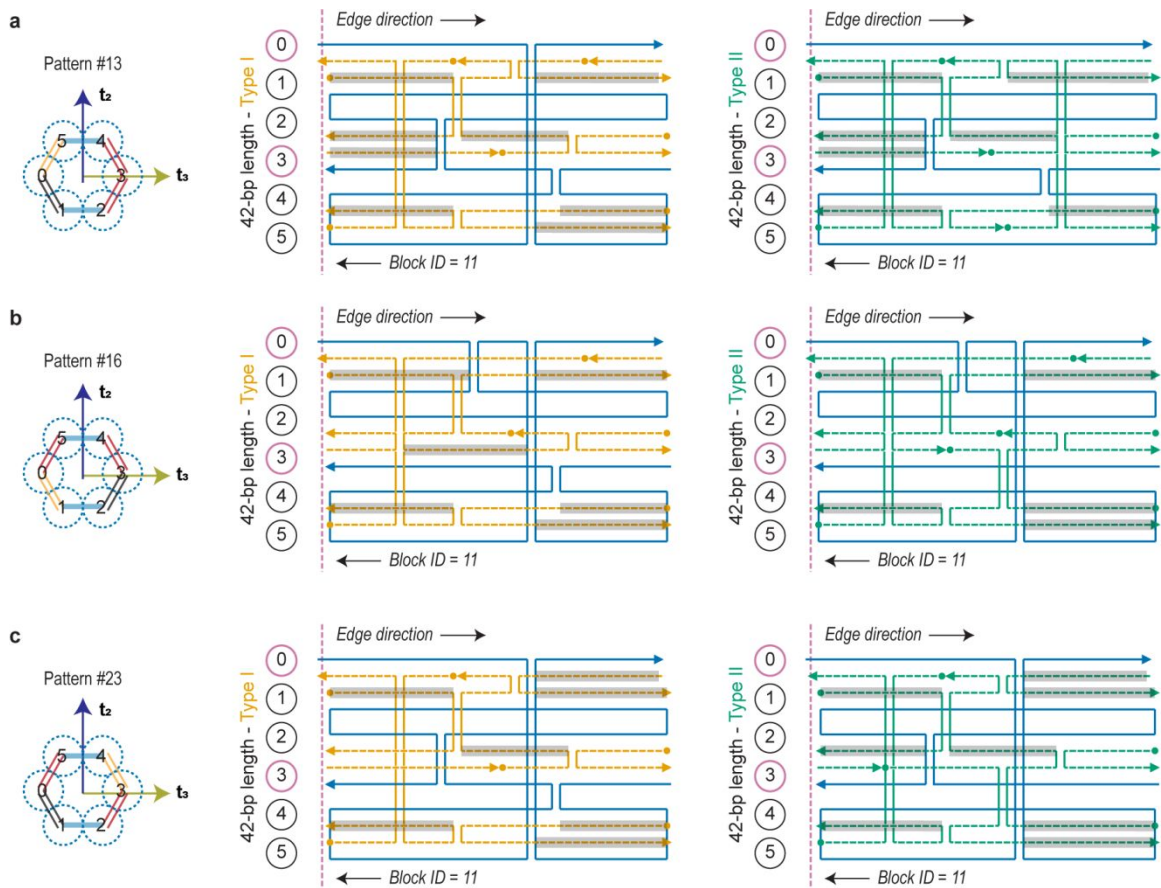 a
Pattern #13
t₂
5 4
0 3 t₃
1 2
42-bp length - Type I
Edge direction
0
1
2
3
4
5
Block ID = 11
42-bp length - Type II
Edge direction
0
1
2
3
4
5
Block ID = 11
b
Pattern #16
t₂
5 4
0 3 t₃
1 2
42-bp length - Type I
Edge direction
0
1
2
3
4
5
Block ID = 11
42-bp length - Type II
Edge direction
0
1
2
3
4
5
Block ID = 11
c
Pattern #23
t₂
5 4
0 3 t₃
1 2
42-bp length - Type I
Edge direction
0
1
2
3
4
5
Block ID = 11
42-bp length - Type II
Edge direction
0
1
2
3
4
5
Block ID = 11